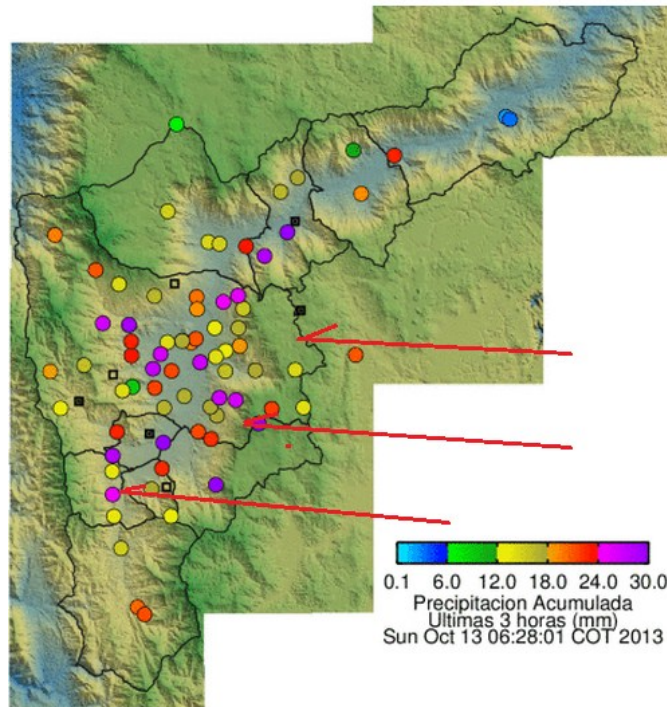 0.1 6.0 12.0 18.0 24.0 30.0
Precipitacion Acumulada
Ultimas 3 horas (mm)
Sun Oct 13 06:28:01 COT 2013